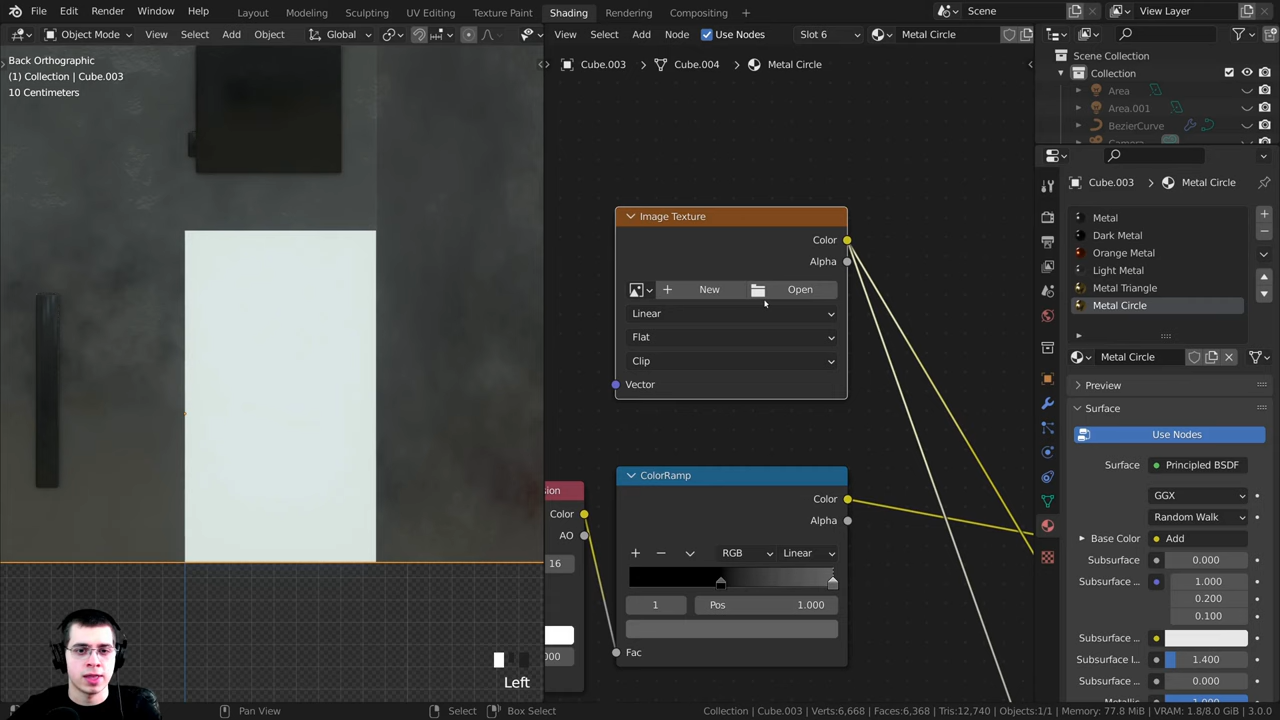 File Edit Render Window Help Layout Modeling Sculpting UV Editing Texture Paint Shading Rendering Compositing Scene View Layer
Object Mode View Select Add Object Global View Select Add Node Use Nodes Slot 6 Metal Circle
Back Orthographic
(1) Collection | Cube.003
10 Centimeters
Cube.003 Cube.004 Metal Circle
Scene Collection
Collection
Area
Area.001
BezierCurve
Cube.003 Metal Circle
Metal
Dark Metal
Orange Metal
Light Metal
Metal Triangle
Metal Circle
Metal Circle
Preview
Surface
Use Nodes
Surface Principled BSDF
GGX
Random Walk
Base Color Add
Subsurface 0.000
Subsurface ... 1.000
0.200
0.100
Subsurface ...
Subsurface I... 1.400
Image Texture
Color
Alpha
New Open
Linear
Flat
Clip
Vector
ion
Color
AO
16
000
ColorRamp
Color
Alpha
RGB Linear
1 Pos 1.000
Fac
Left
Pan View Select Box Select Collection | Cube.003 | Verts:6,668 | Faces:6,368 | Tris:12,740 | Objects:1/1 | Memory: 77.8 MiB | VRAM: 1.2/8.0 GiB | 3.0.0